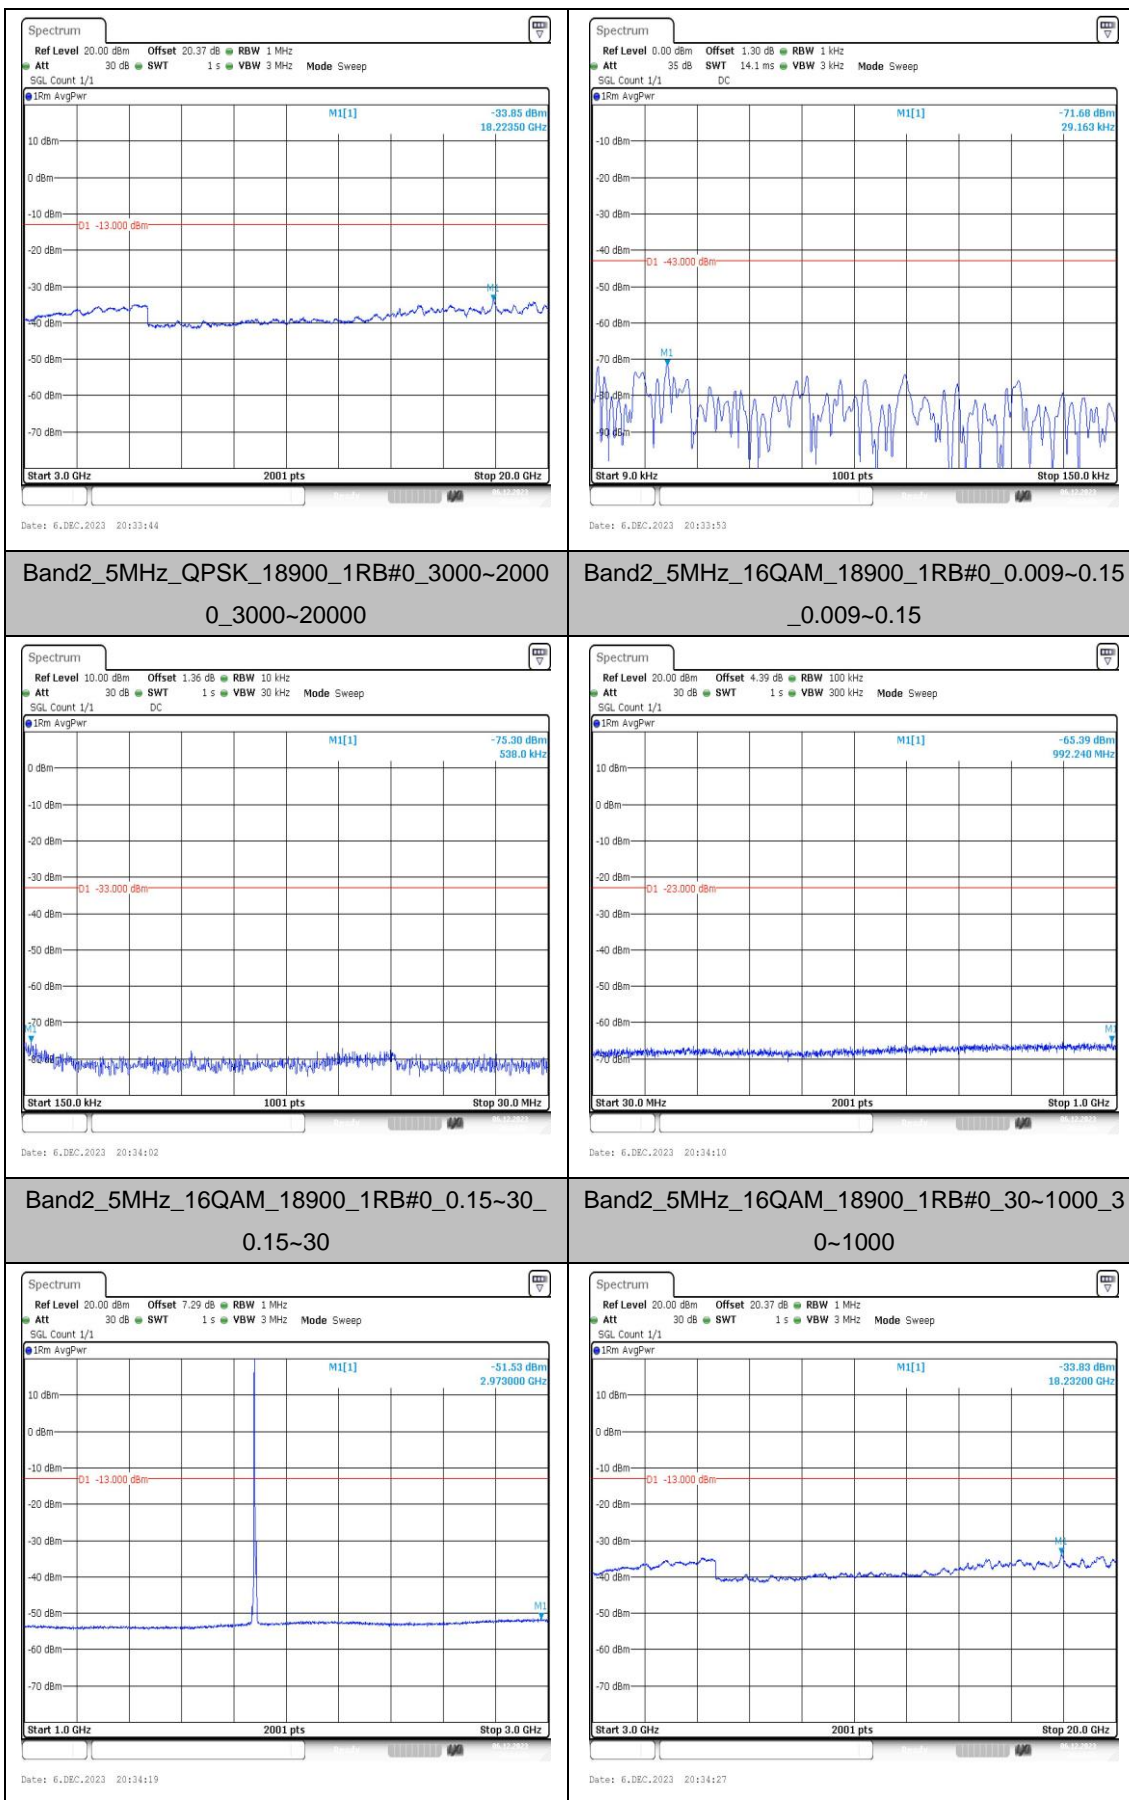 Spectrum
Ref Level 20.00 dBm Offset 20.37 dB RBW 1 MHz
Att 30 dB SWT 1 s VBW 3 MHz Mode Sweep
SGL Count 1/1
1Rm AvgPwr
M1[1] -33.85 dBm
18.22350 GHz
10 dBm
0 dBm
-10 dBm
D1 -13.000 dBm
-20 dBm
-30 dBm
M1
-40 dBm
-50 dBm
-60 dBm
-70 dBm
Start 3.0 GHz 2001 pts Stop 20.0 GHz
Date: 6.DEC.2023 20:33:44
Spectrum
Ref Level 0.00 dBm Offset 1.30 dB RBW 1 kHz
Att 35 dB SWT 14.1 ms VBW 3 kHz Mode Sweep
SGL Count 1/1 DC
1Rm AvgPwr
M1[1] -71.68 dBm
29.163 kHz
-10 dBm
-20 dBm
-30 dBm
-40 dBm
D1 -43.000 dBm
-50 dBm
-60 dBm
-70 dBm
M1
-80 dBm
-90 dBm
Start 9.0 kHz 1001 pts Stop 150.0 kHz
Date: 6.DEC.2023 20:33:53
Band2_5MHz_QPSK_18900_1RB#0_3000~2000
0_3000~20000
Band2_5MHz_16QAM_18900_1RB#0_0.009~0.15
_0.009~0.15
Spectrum
Ref Level 10.00 dBm Offset 1.36 dB RBW 10 kHz
Att 30 dB SWT 1 s VBW 30 kHz Mode Sweep
SGL Count 1/1 DC
1Rm AvgPwr
M1[1] -75.30 dBm
538.0 kHz
0 dBm
-10 dBm
-20 dBm
-30 dBm
D1 -33.000 dBm
-40 dBm
-50 dBm
-60 dBm
-70 dBm
M1
-80 dBm
Start 150.0 kHz 1001 pts Stop 30.0 MHz
Date: 6.DEC.2023 20:34:02
Spectrum
Ref Level 20.00 dBm Offset 4.39 dB RBW 100 kHz
Att 30 dB SWT 1 s VBW 300 kHz Mode Sweep
SGL Count 1/1
1Rm AvgPwr
M1[1] -65.39 dBm
992.240 MHz
10 dBm
0 dBm
-10 dBm
-20 dBm
D1 -23.000 dBm
-30 dBm
-40 dBm
-50 dBm
-60 dBm
M1
-70 dBm
Start 30.0 MHz 2001 pts Stop 1.0 GHz
Date: 6.DEC.2023 20:34:10
Band2_5MHz_16QAM_18900_1RB#0_0.15~30_
0.15~30
Band2_5MHz_16QAM_18900_1RB#0_30~1000_3
0~1000
Spectrum
Ref Level 20.00 dBm Offset 7.29 dB RBW 1 MHz
Att 30 dB SWT 1 s VBW 3 MHz Mode Sweep
SGL Count 1/1
1Rm AvgPwr
M1[1] -51.53 dBm
2.973000 GHz
10 dBm
0 dBm
-10 dBm
D1 -13.000 dBm
-20 dBm
-30 dBm
-40 dBm
-50 dBm
M1
-60 dBm
-70 dBm
Start 1.0 GHz 2001 pts Stop 3.0 GHz
Date: 6.DEC.2023 20:34:19
Spectrum
Ref Level 20.00 dBm Offset 20.37 dB RBW 1 MHz
Att 30 dB SWT 1 s VBW 3 MHz Mode Sweep
SGL Count 1/1
1Rm AvgPwr
M1[1] -33.83 dBm
18.23200 GHz
10 dBm
0 dBm
-10 dBm
D1 -13.000 dBm
-20 dBm
-30 dBm
M1
-40 dBm
-50 dBm
-60 dBm
-70 dBm
Start 3.0 GHz 2001 pts Stop 20.0 GHz
Date: 6.DEC.2023 20:34:27